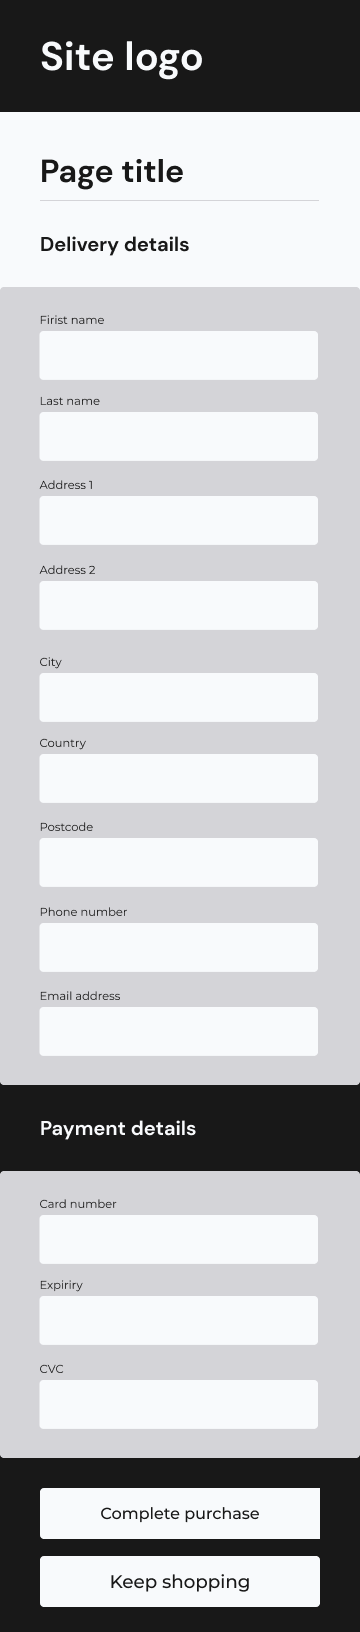 Site logo
Page title
Delivery details
Firist name
Last name
Address 1
Address 2
City
Country
Postcode
Phone number
Email address
Payment details
Card number
Expiriry
CVC
Complete purchase
Keep shopping